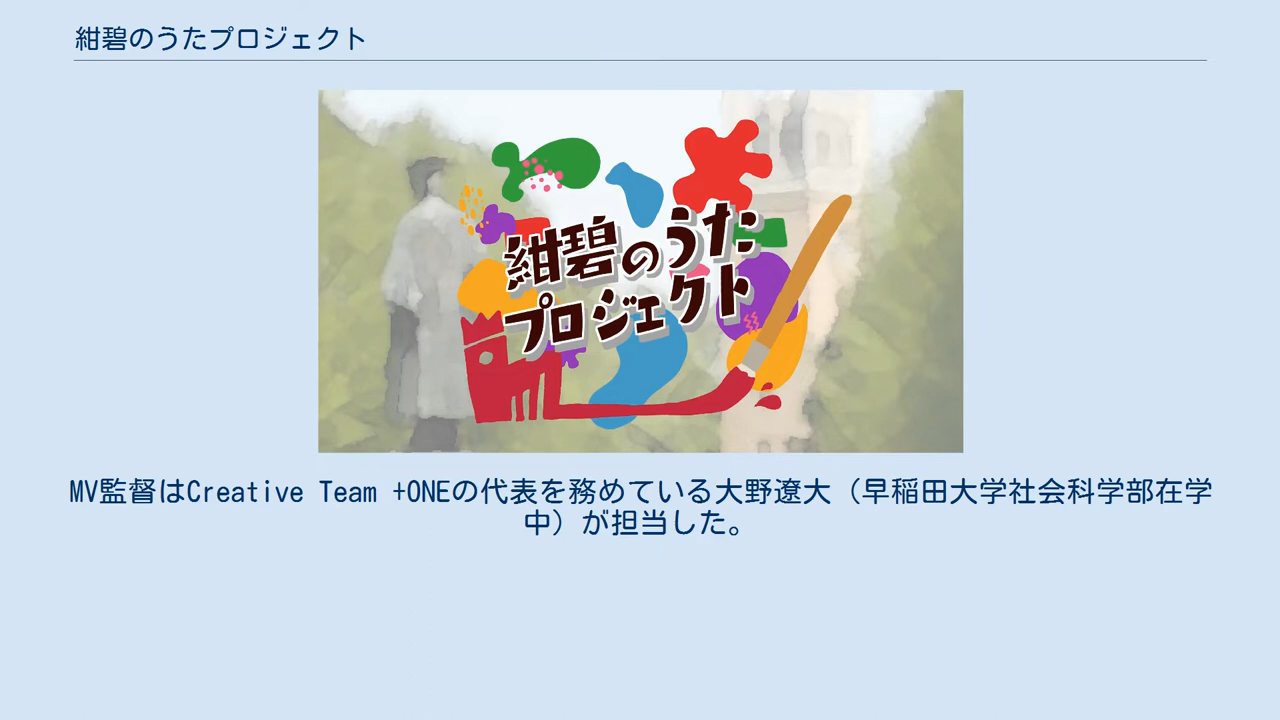 紺碧のうたプロジェクト
紺碧のうた
プロジェクト
MV監督はCreative Team +ONEの代表を務めている大野遼大（早稲田大学社会科学部在学
中）が担当した。